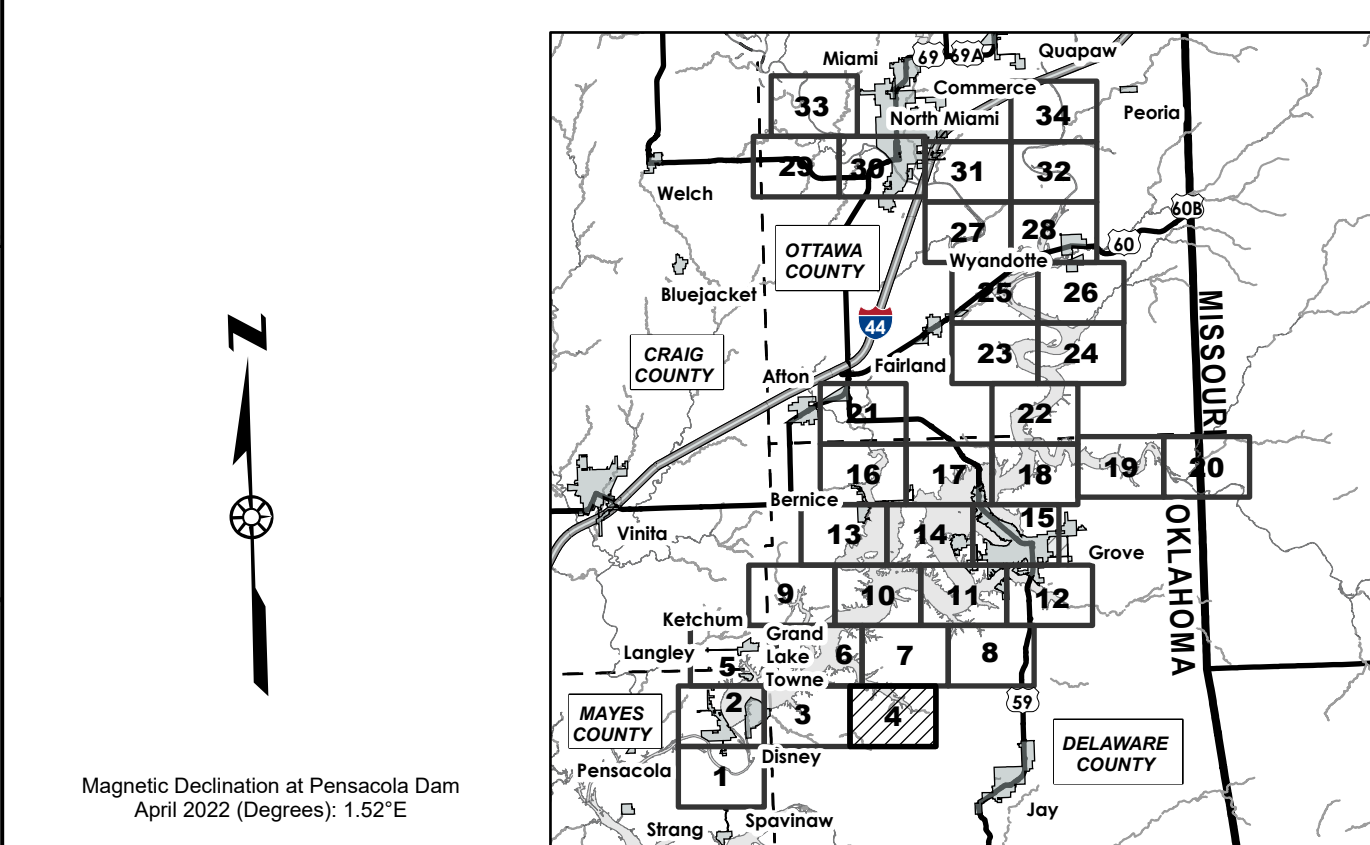 Miami
69
69A
Quapaw
Commerce
33
34
Peoria
North Miami
29
30
31
32
Welch
60B
27
28
60
OTTAWA
COUNTY
Wyandotte
Bluejacket
25
26
MISSOURI
N
44
CRAIG
COUNTY
23
24
Fairland
Afton
21
22
16
17
18
19
20
Bernice
15
13
14
OKLAHOMA
Vinita
Grove
9
10
11
12
Ketchum
Grand
Lake
Towne
Langley
5
6
7
8
2
3
4
59
MAYES
COUNTY
DELAWARE
COUNTY
Disney
Pensacola
1
Magnetic Declination at Pensacola Dam
April 2022 (Degrees): 1.52°E
Jay
Spavinaw
Strang